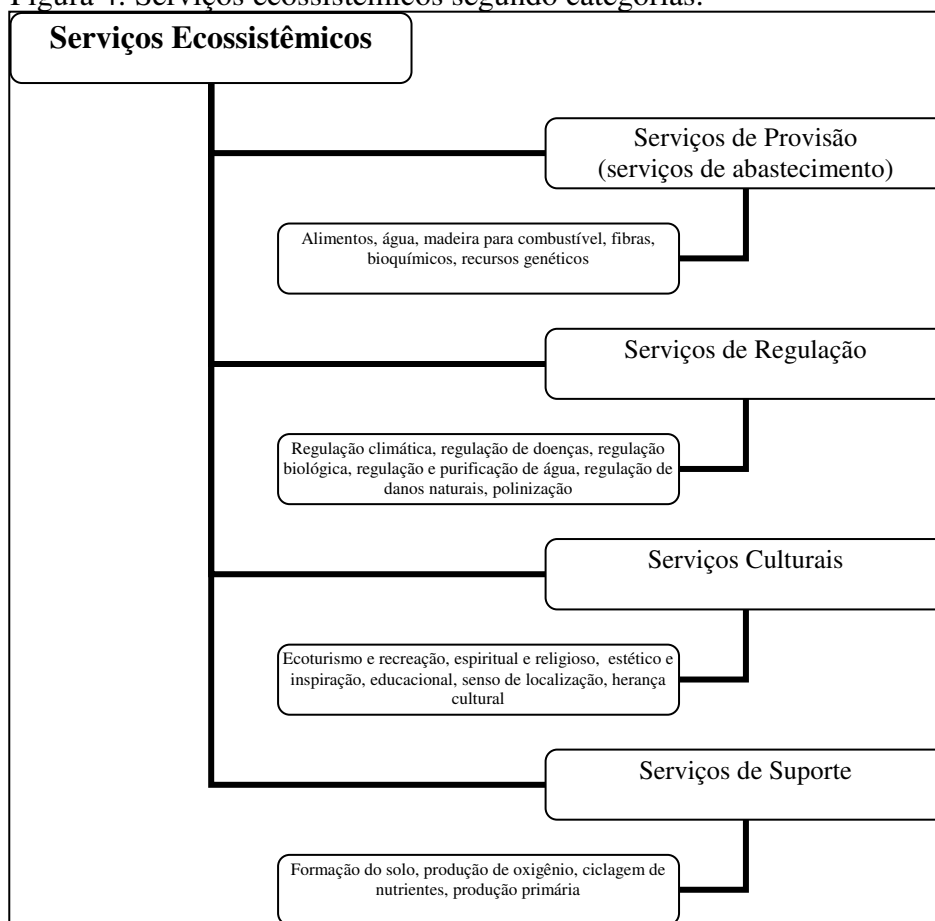 Figura 4. Serviços ecossistêmicos segundo categorias.
Serviços Ecossistêmicos
Serviços de Provisão
(serviços de abastecimento)
Alimentos, água, madeira para combustível, fibras,
bioquímicos, recursos genéticos
Serviços de Regulação
Regulação climática, regulação de doenças, regulação
biológica, regulação e purificação de água, regulação de
danos naturais, polinização
Serviços Culturais
Ecoturismo e recreação, espiritual e religioso, estético e
inspiração, educacional, senso de localização, herança
cultural
Serviços de Suporte
Formação do solo, produção de oxigênio, ciclagem de
nutrientes, produção primária